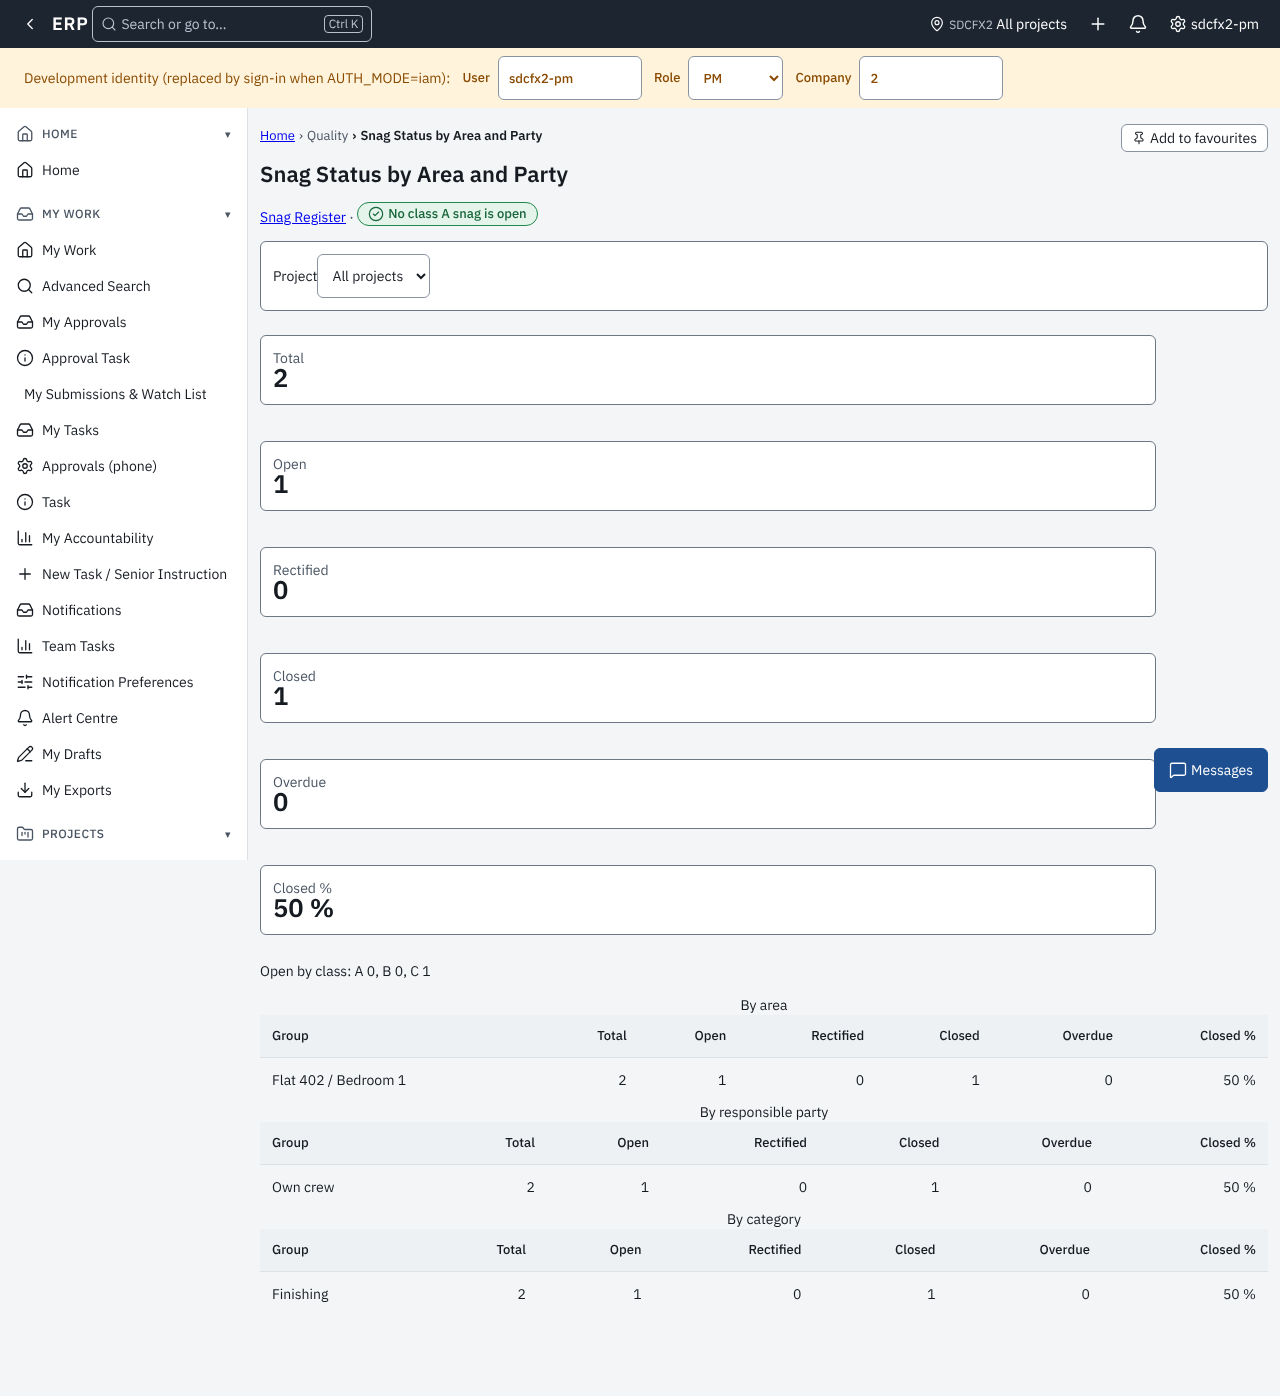 ERP Search or go to... Ctrl K SDCFX2 All projects sdcfx2-pm
Development identity (replaced by sign-in when AUTH_MODE=iam): User sdcfx2-pm Role PM Company 2
HOME
Home
MY WORK
My Work
Advanced Search
My Approvals
Approval Task
My Submissions & Watch List
My Tasks
Approvals (phone)
Task
My Accountability
New Task / Senior Instruction
Notifications
Team Tasks
Notification Preferences
Alert Centre
My Drafts
My Exports
PROJECTS
Home › Quality › Snag Status by Area and Party
Add to favourites
Snag Status by Area and Party
Snag Register · No class A snag is open
Project All projects
Total
2
Open
1
Rectified
0
Closed
1
Overdue
0
Messages
Closed %
50 %
Open by class: A 0, B 0, C 1
By area
Group Total Open Rectified Closed Overdue Closed %
Flat 402 / Bedroom 1 2 1 0 1 0 50 %
By responsible party
Group Total Open Rectified Closed Overdue Closed %
Own crew 2 1 0 1 0 50 %
By category
Group Total Open Rectified Closed Overdue Closed %
Finishing 2 1 0 1 0 50 %